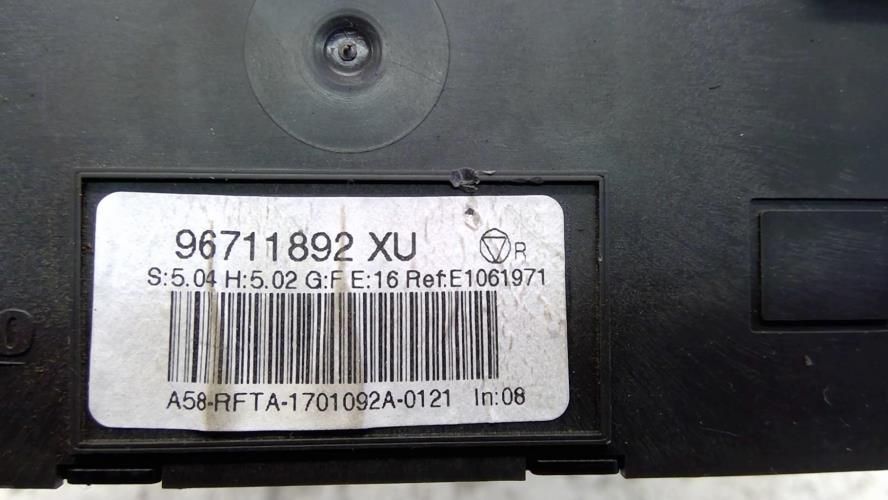 96711892 XU R
S:5.04 H:5.02 G:F E:16 Ref:E1061971
A58-RFTA-1701092A-0121 In:08